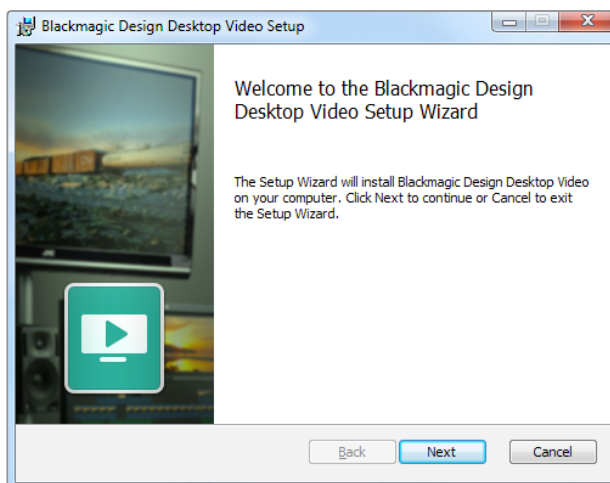 Blackmagic Design Desktop Video Setup
Welcome to the Blackmagic Design
Desktop Video Setup Wizard
The Setup Wizard will install Blackmagic Design Desktop Video
on your computer. Click Next to continue or Cancel to exit
the Setup Wizard.
JVC
Back
Next
Cancel